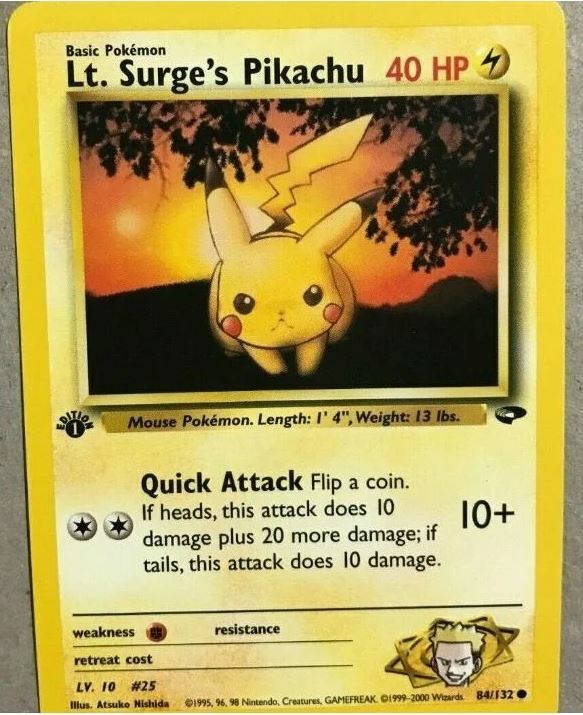 Basic Pokémon
Lt. Surge's Pikachu 40 HP
EDITION
1
Mouse Pokémon. Length: 1' 4", Weight: 13 lbs.
Quick Attack Flip a coin.
If heads, this attack does 10
damage plus 20 more damage; if
tails, this attack does 10 damage.
10+
weakness resistance
retreat cost
LV. 10 #25
Illus. Atsuko Nishida ©1995, 96, 98 Nintendo, Creatures, GAMEFREAK. ©1999-2000 Wizards. 84/132